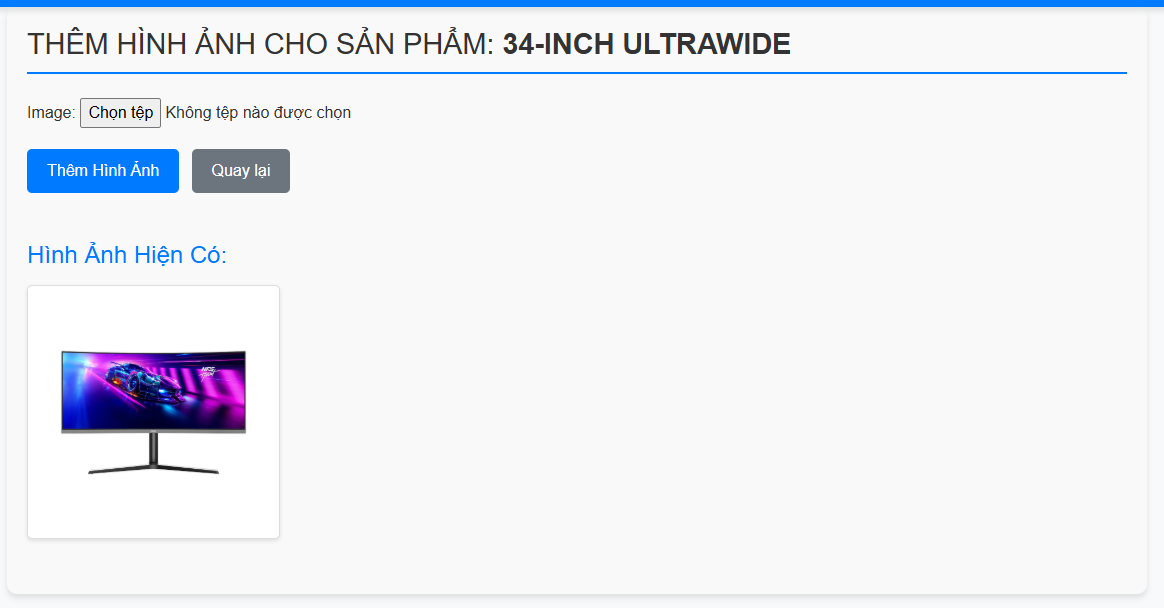 THÊM HÌNH ẢNH CHO SẢN PHẨM: 34-INCH ULTRAWIDE
Image: Chọn tệp Không tệp nào được chọn
Thêm Hình Ảnh Quay lại
Hình Ảnh Hiện Có: